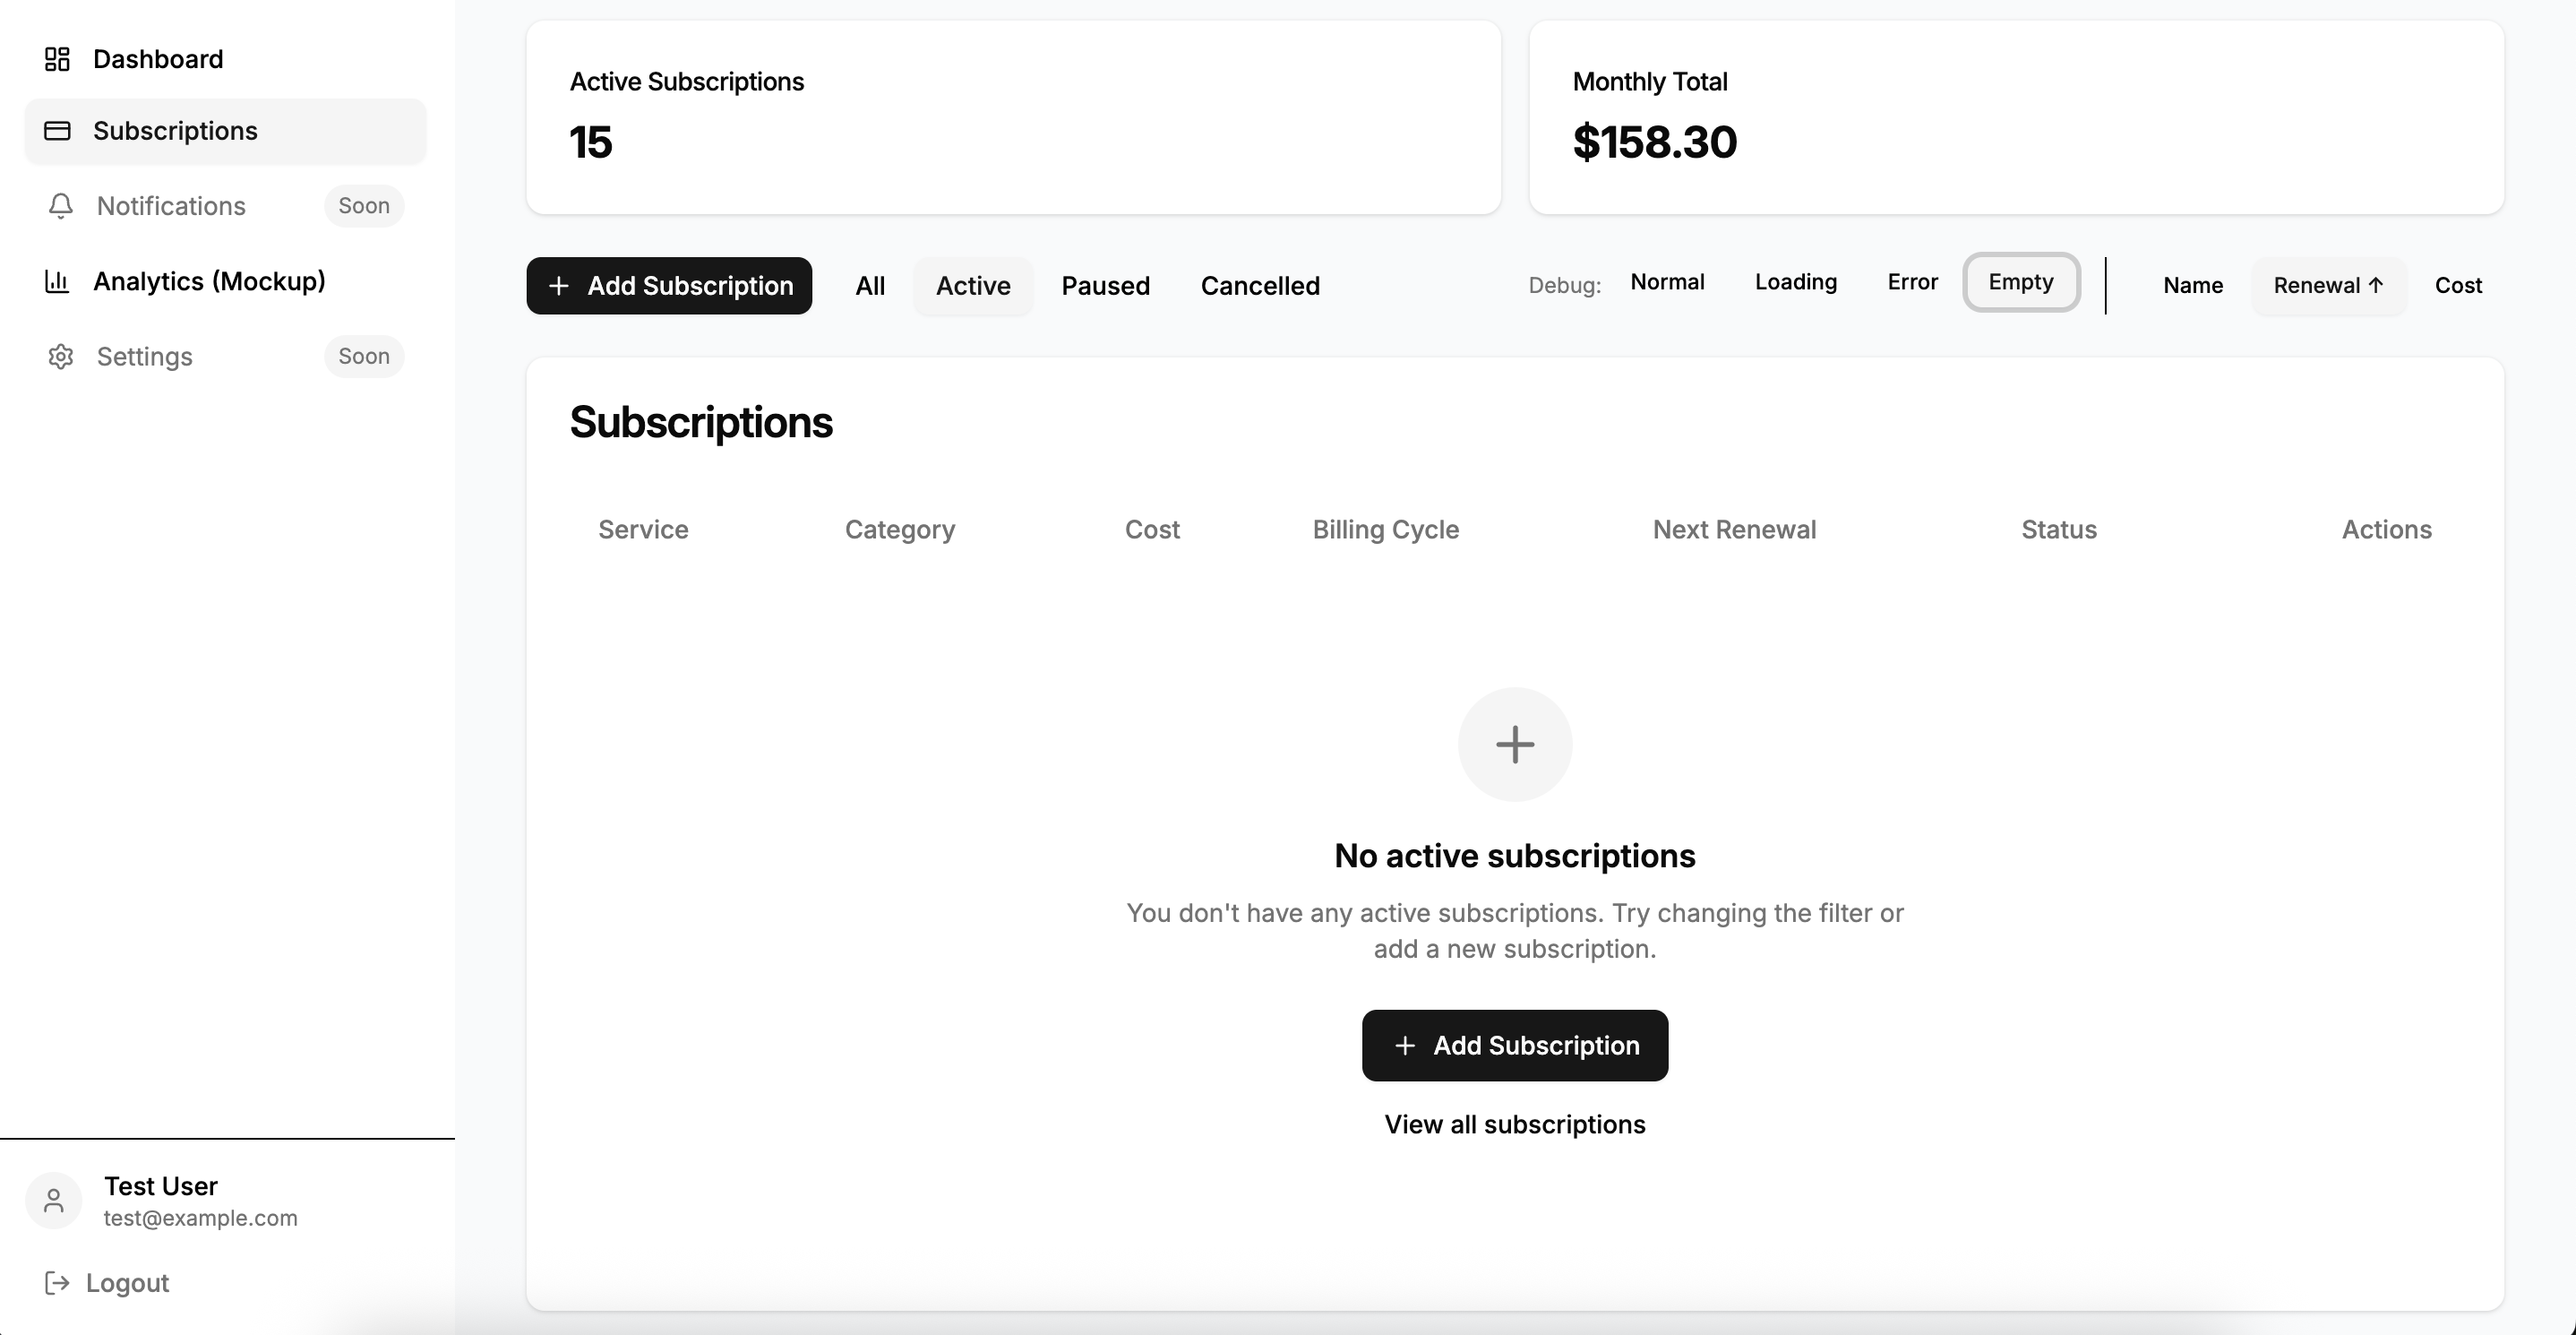 Dashboard
Subscriptions
Notifications Soon
Analytics (Mockup)
Settings Soon
Test User
test@example.com
Logout
Active Subscriptions
15
Monthly Total
$158.30
+ Add Subscription All Active Paused Cancelled Debug: Normal Loading Error Empty Name Renewal ↑ Cost
Subscriptions
Service Category Cost Billing Cycle Next Renewal Status Actions
No active subscriptions
You don't have any active subscriptions. Try changing the filter or
add a new subscription.
+ Add Subscription
View all subscriptions